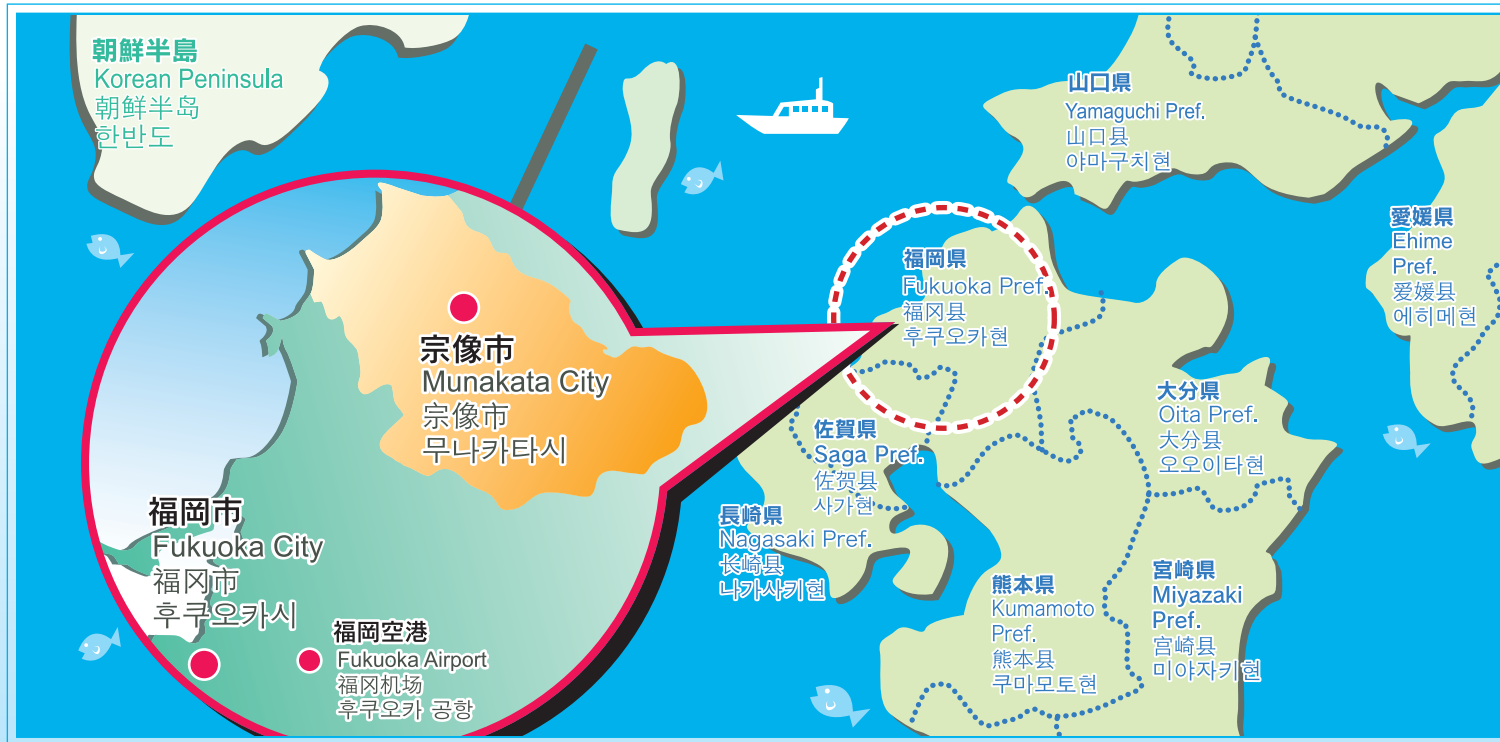 朝鮮半島
Korean Peninsula
朝鲜半岛
한반도
山口県
Yamaguchi Pref.
山口县
야마구치현
愛媛県
Ehime
Pref.
爱媛县
에히메현
福岡県
Fukuoka Pref.
福冈县
후쿠오카현
宗像市
Munakata City
宗像市
무나카타시
大分県
Oita Pref.
大分县
오오이타현
佐賀県
Saga Pref.
佐贺县
사가현
福岡市
Fukuoka City
福冈市
후쿠오카시
長崎県
Nagasaki Pref.
长崎县
나가사키현
熊本県
Kumamoto
Pref.
熊本县
쿠마모토현
宮崎県
Miyazaki
Pref.
宫崎县
미야자키현
福岡空港
Fukuoka Airport
福冈机场
후쿠오카 공항